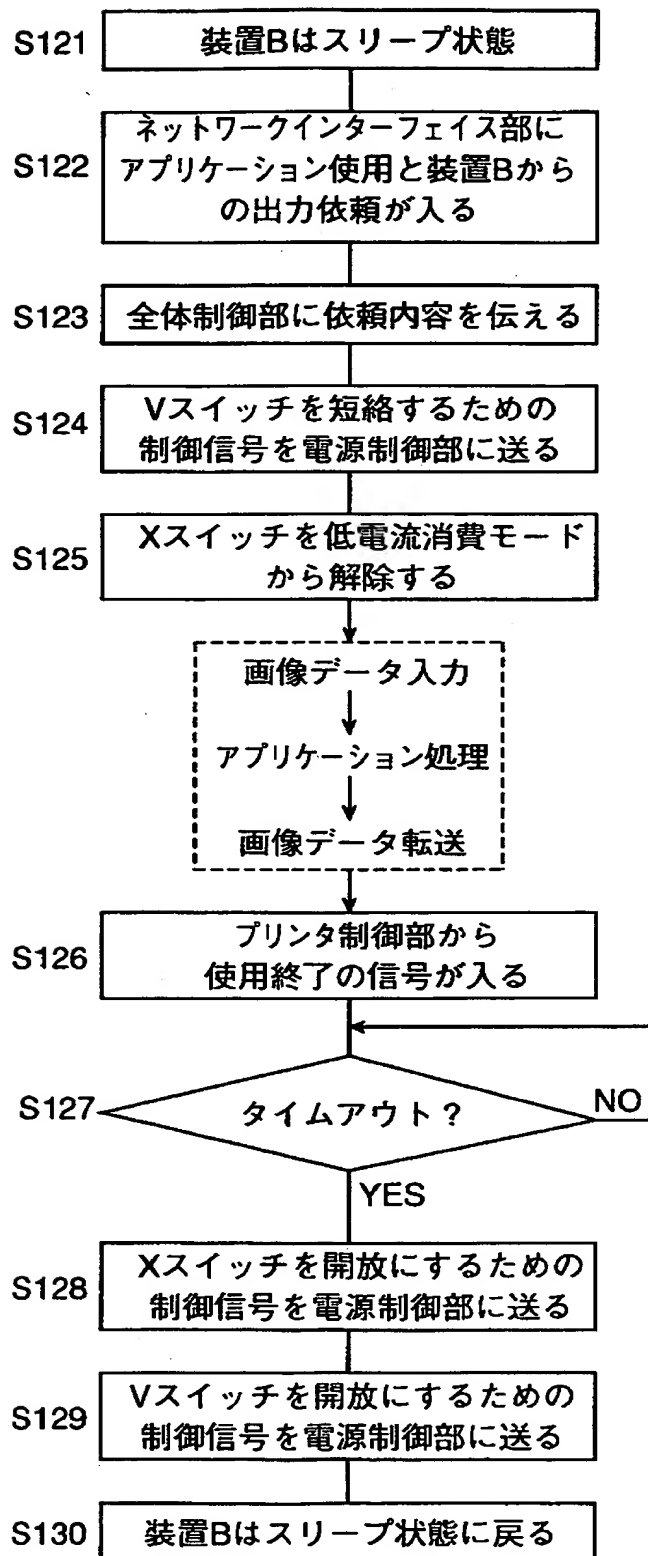 S121
装置Bはスリープ状態
S122
ネットワークインターフェイス部に
アプリケーション使用と装置Bから
の出力依頼が入る
S123
全体制御部に依頼内容を伝える
S124
Vスイッチを短絡するための
制御信号を電源制御部に送る
S125
Xスイッチを低電流消費モード
から解除する
画像データ入力
アプリケーション処理
画像データ転送
S126
プリンタ制御部から
使用終了の信号が入る
S127
タイムアウト?
NO
YES
S128
Xスイッチを開放にするための
制御信号を電源制御部に送る
S129
Vスイッチを開放にするための
制御信号を電源制御部に送る
S130
装置Bはスリープ状態に戻る